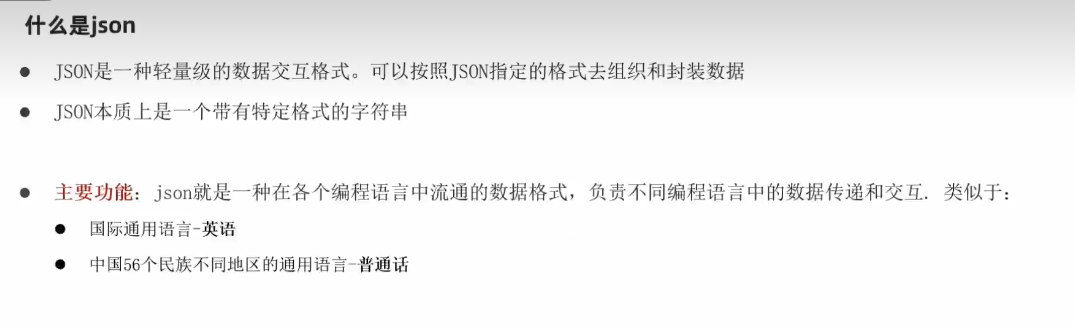 什么是json
● JSON是一种轻量级的数据交互格式。可以按照JSON指定的格式去组织和封装数据
● JSON本质上是一个带有特定格式的字符串
● 主要功能：json就是一种在各个编程语言中流通的数据格式，负责不同编程语言中的数据传递和交互. 类似于：
● 国际通用语言-英语
● 中国56个民族不同地区的通用语言-普通话